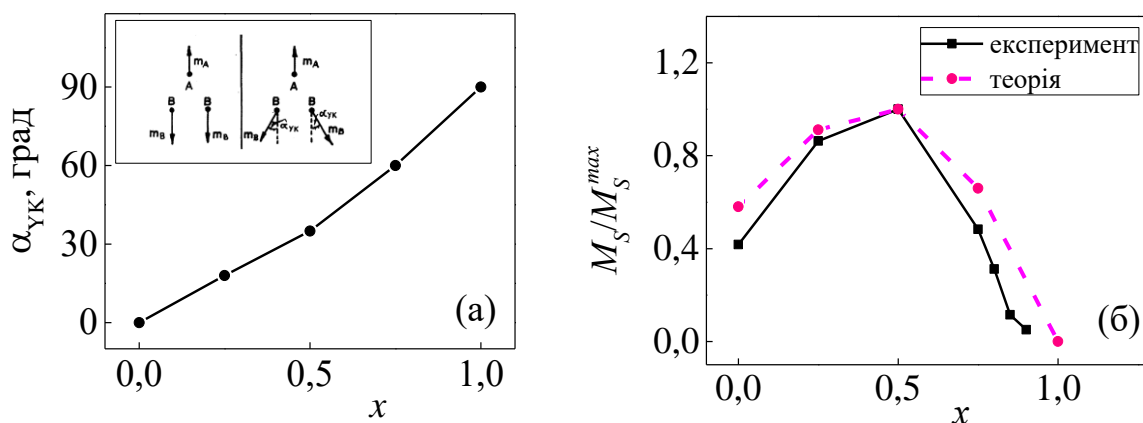 α_YK, град
90
60
30
0
0,0
0,5
1,0
x
(а)
m_A
A
B
B
m_B
m_B
m_A
A
B
B
m_B
α_YK
α_YK
m_B
M_S/M_S^max
1,2
0,8
0,4
0,0
0,0
0,5
1,0
x
(б)
експеримент
теорія